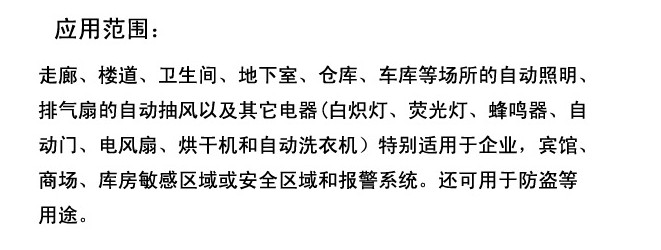 应用范围：
走廊、楼道、卫生间、地下室、仓库、车库等场所的自动照明、
排气扇的自动抽风以及其它电器(白炽灯、荧光灯、蜂鸣器、自
动门、电风扇、烘干机和自动洗衣机）特别适用于企业，宾馆、
商场、库房敏感区域或安全区域和报警系统。还可用于防盗等
用途。